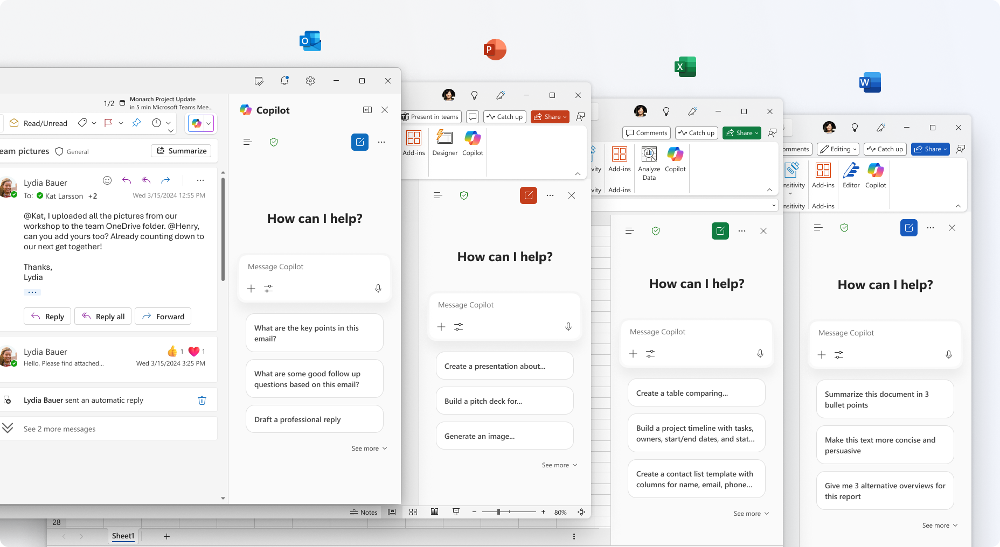 O
P
X
W
1/2
Monarch Project Update
in 5 min Microsoft Teams Mee...
Read/Unread
eam pictures
General
Summarize
Lydia Bauer
To: Kat Larsson +2
Wed 3/15/2024 12:55 PM
@Kat, I uploaded all the pictures from our
workshop to the team OneDrive folder. @Henry,
can you add yours too? Already counting down to
our next get together!
Thanks,
Lydia
...
Reply
Reply all
Forward
Lydia Bauer
1
1
Hello, Please find attached...
Wed 3/15/2024 3:25 PM
Lydia Bauer sent an automatic reply
See 2 more messages
Copilot
How can I help?
Message Copilot
What are the key points in this
email?
What are some good follow up
questions based on this email?
Draft a professional reply
See more
Present in teams
Catch up
Share
Add-ins
Designer
Copilot
How can I help?
Message Copilot
Create a presentation about...
Build a pitch deck for...
Generate an image...
See more
Notes
80%
28
Sheet1
Comments
Catch up
Share
vity
Add-ins
Analyze
Data
Copilot
vity
Add-ins
How can I help?
Message Copilot
Create a table comparing...
Build a project timeline with tasks,
owners, start/end dates, and stat...
Create a contact list template with
columns for name, email, phone...
See more
omments
Editing
Catch up
Share
nsitivity
Add-ins
Editor
Copilot
nsitivity
Add-ins
How can I help?
Message Copilot
Summarize this document in 3
bullet points
Make this text more concise and
persuasive
Give me 3 alternative overviews for
this report
See more